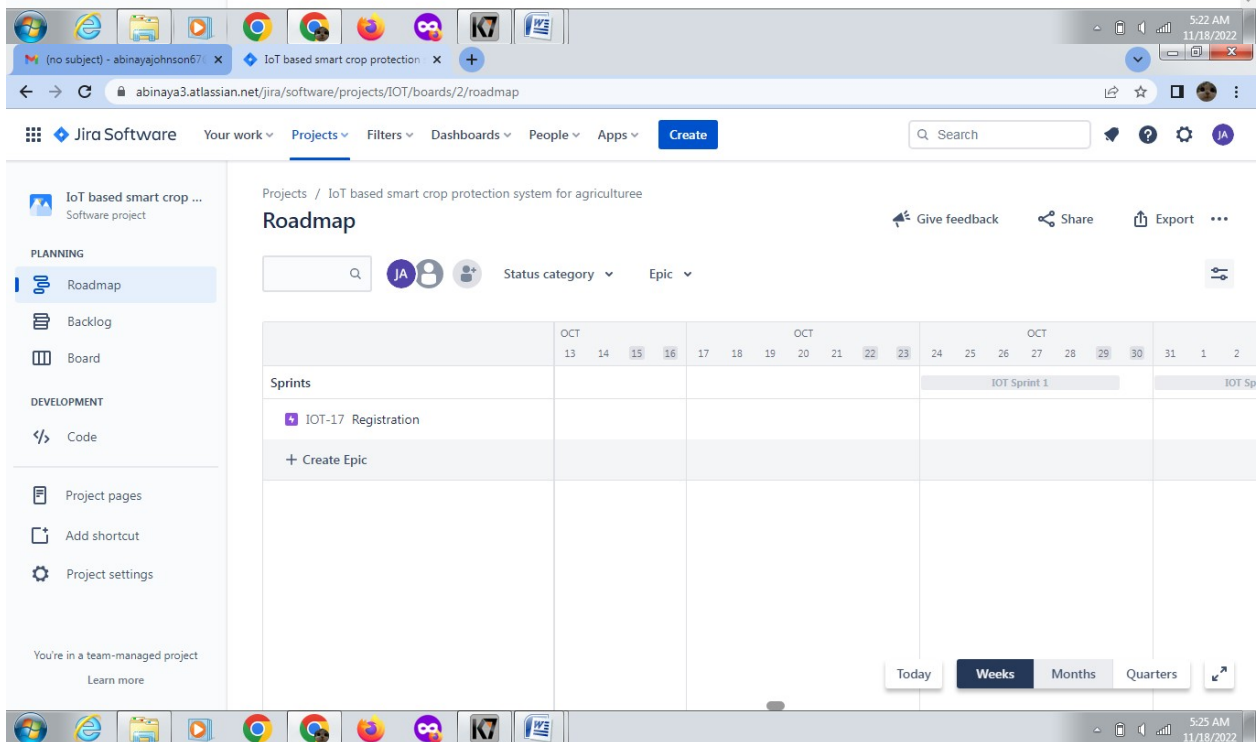 5:22 AM
11/18/2022
(no subject) - abinayajohnson67
IoT based smart crop protection
abinaya3.atlassian.net/jira/software/projects/IOT/boards/2/roadmap
Jira Software Your work Projects Filters Dashboards People Apps Create Search JA
IoT based smart crop ...
Software project
PLANNING
Roadmap
Backlog
Board
DEVELOPMENT
Code
Project pages
Add shortcut
Project settings
You're in a team-managed project
Learn more
Projects / IoT based smart crop protection system for agriculturee
Roadmap
Give feedback Share Export
JA Status category Epic
OCT OCT OCT
13 14 15 16 17 18 19 20 21 22 23 24 25 26 27 28 29 30 31 1 2
Sprints IOT Sprint 1 IOT Sp
IOT-17 Registration
+ Create Epic
Today Weeks Months Quarters
5:25 AM
11/18/2022